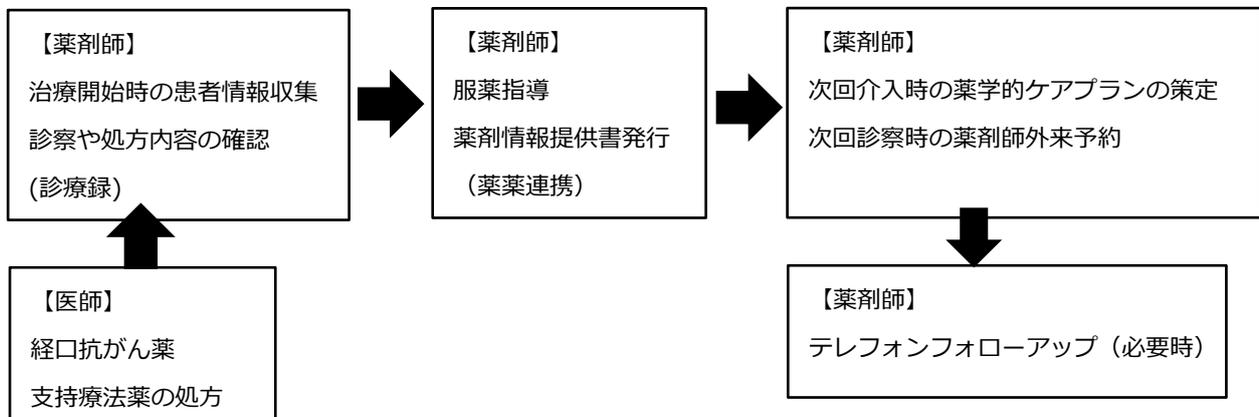 【薬剤師】
治療開始時の患者情報収集
診察や処方内容の確認
(診療録)
【薬剤師】
服薬指導
薬剤情報提供書発行
（薬薬連携）
【薬剤師】
次回介入時の薬学的ケアプランの策定
次回診察時の薬剤師外来予約
【医師】
経口抗がん薬
支持療法薬の処方
【薬剤師】
テレフォンフォローアップ（必要時）